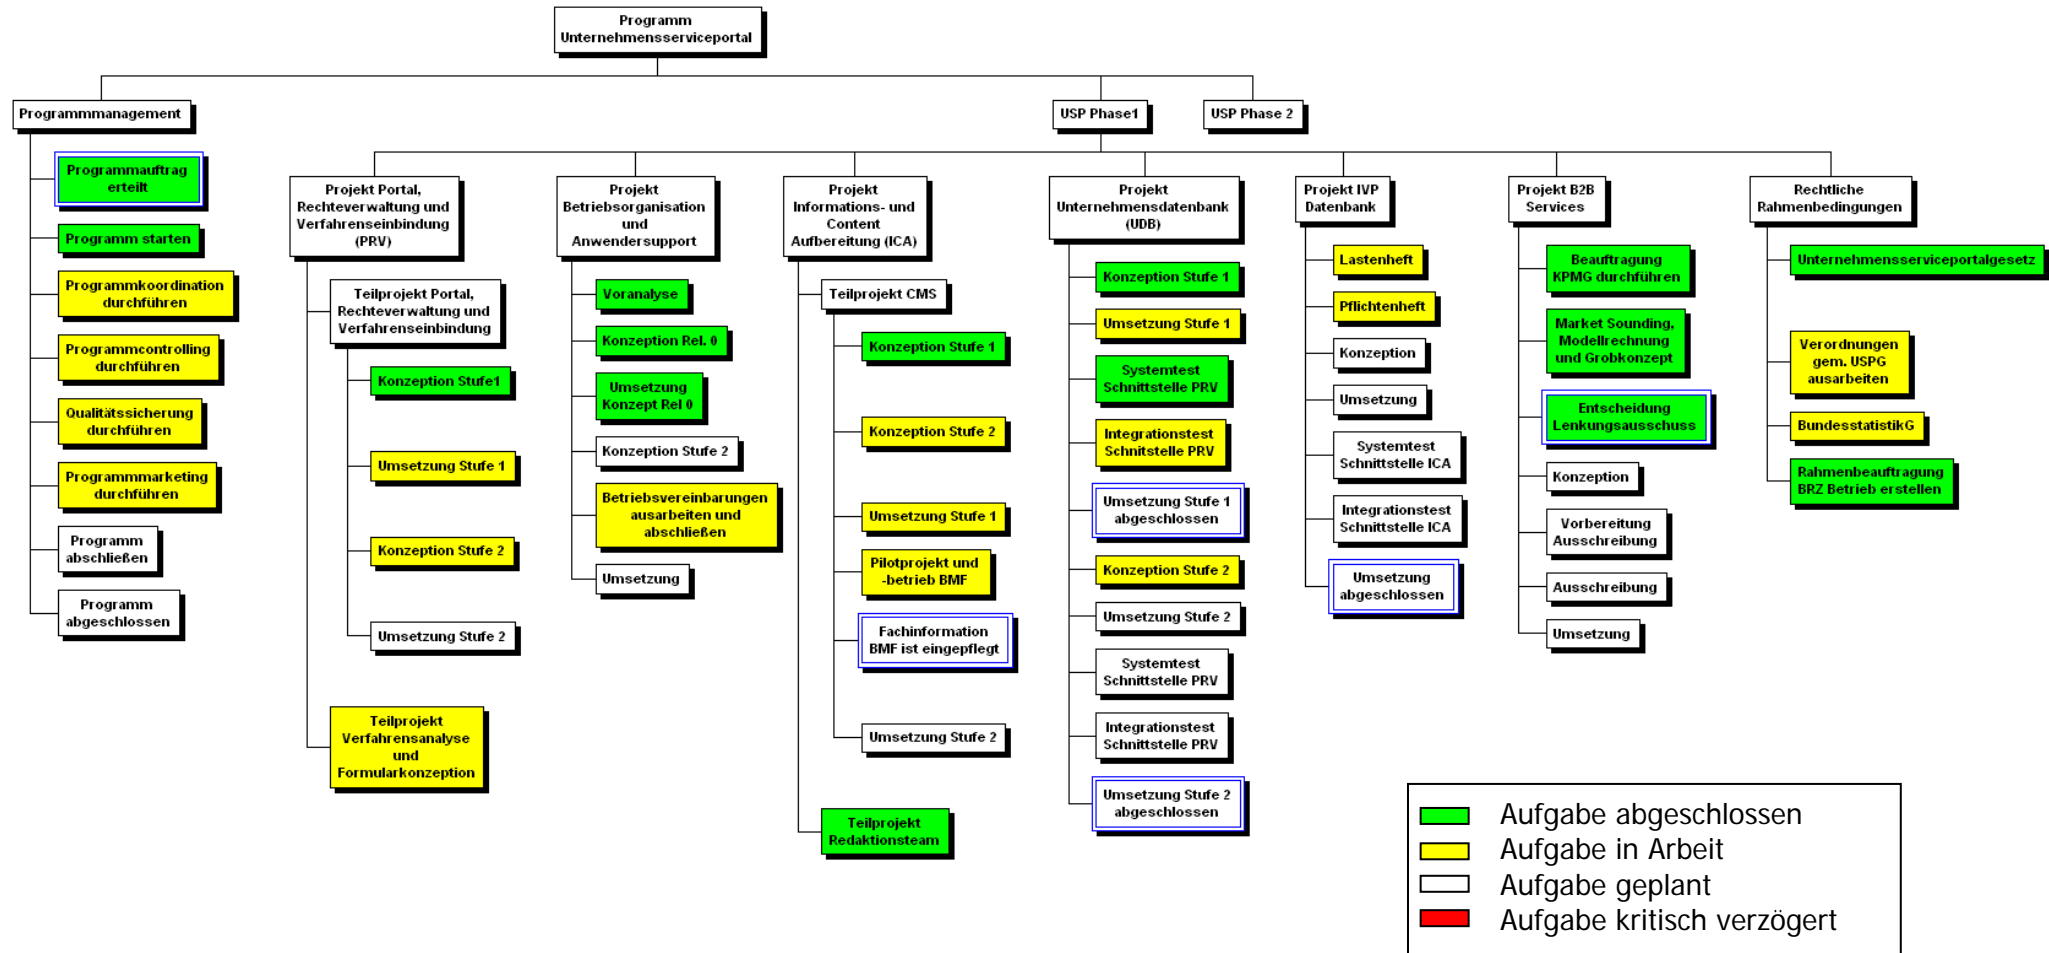 Programm
Unternehmensserviceportal
Programmmanagement
USP Phase1
USP Phase 2
Programmauftrag
erteilt
Programm starten
Programmkoordination
durchführen
Programmcontrolling
durchführen
Qualitätssicherung
durchführen
Programmmarketing
durchführen
Programm
abschließen
Programm
abgeschlossen
Projekt Portal,
Rechteverwaltung und
Verfahrenseinbindung
(PRV)
Teilprojekt Portal,
Rechteverwaltung und
Verfahrenseinbindung
Konzeption Stufe1
Umsetzung Stufe 1
Konzeption Stufe 2
Umsetzung Stufe 2
Teilprojekt
Verfahrensanalyse
und
Formularkonzeption
Projekt
Betriebsorganisation
und
Anwendersupport
Voranalyse
Konzeption Rel. 0
Umsetzung
Konzept Rel 0
Konzeption Stufe 2
Betriebsvereinbarungen
ausarbeiten und
abschließen
Umsetzung
Projekt
Informations- und
Content
Aufbereitung (ICA)
Teilprojekt CMS
Konzeption Stufe 1
Konzeption Stufe 2
Umsetzung Stufe 1
Pilotprojekt und
-betrieb BMF
Fachinformation
BMF ist eingepflegt
Umsetzung Stufe 2
Teilprojekt
Redaktionsteam
Projekt
Unternehmensdatenbank
(UDB)
Konzeption Stufe 1
Umsetzung Stufe 1
Systemtest
Schnittstelle PRV
Integrationstest
Schnitstelle PRV
Umsetzung Stufe 1
abgeschlossen
Konzeption Stufe 2
Umsetzung Stufe 2
Systemtest
Schnittstelle PRV
Integrationstest
Schnittstelle PRV
Umsetzung Stufe 2
abgeschlossen
Projekt IVP
Datenbank
Lastenheft
Pflichtenheft
Konzeption
Umsetzung
Systemtest
Schnittstelle ICA
Integrationstest
Schnittstelle ICA
Umsetzung
abgeschlossen
Projekt B2B
Services
Beauftragung
KPMG durchführen
Market Sounding,
Modellrechnung
und Grobkonzept
Entscheidung
Lenkungsausschuss
Konzeption
Vorbereitung
Ausschreibung
Ausschreibung
Umsetzung
Rechtliche
Rahmenbedingungen
Unternehmensserviceportalgesetz
Verordnungen
gem. USPG
ausarbeiten
BundesstatistikG
Rahmenbeauftragung
BRZ Betrieb erstellen
Aufgabe abgeschlossen
Aufgabe in Arbeit
Aufgabe geplant
Aufgabe kritisch verzögert